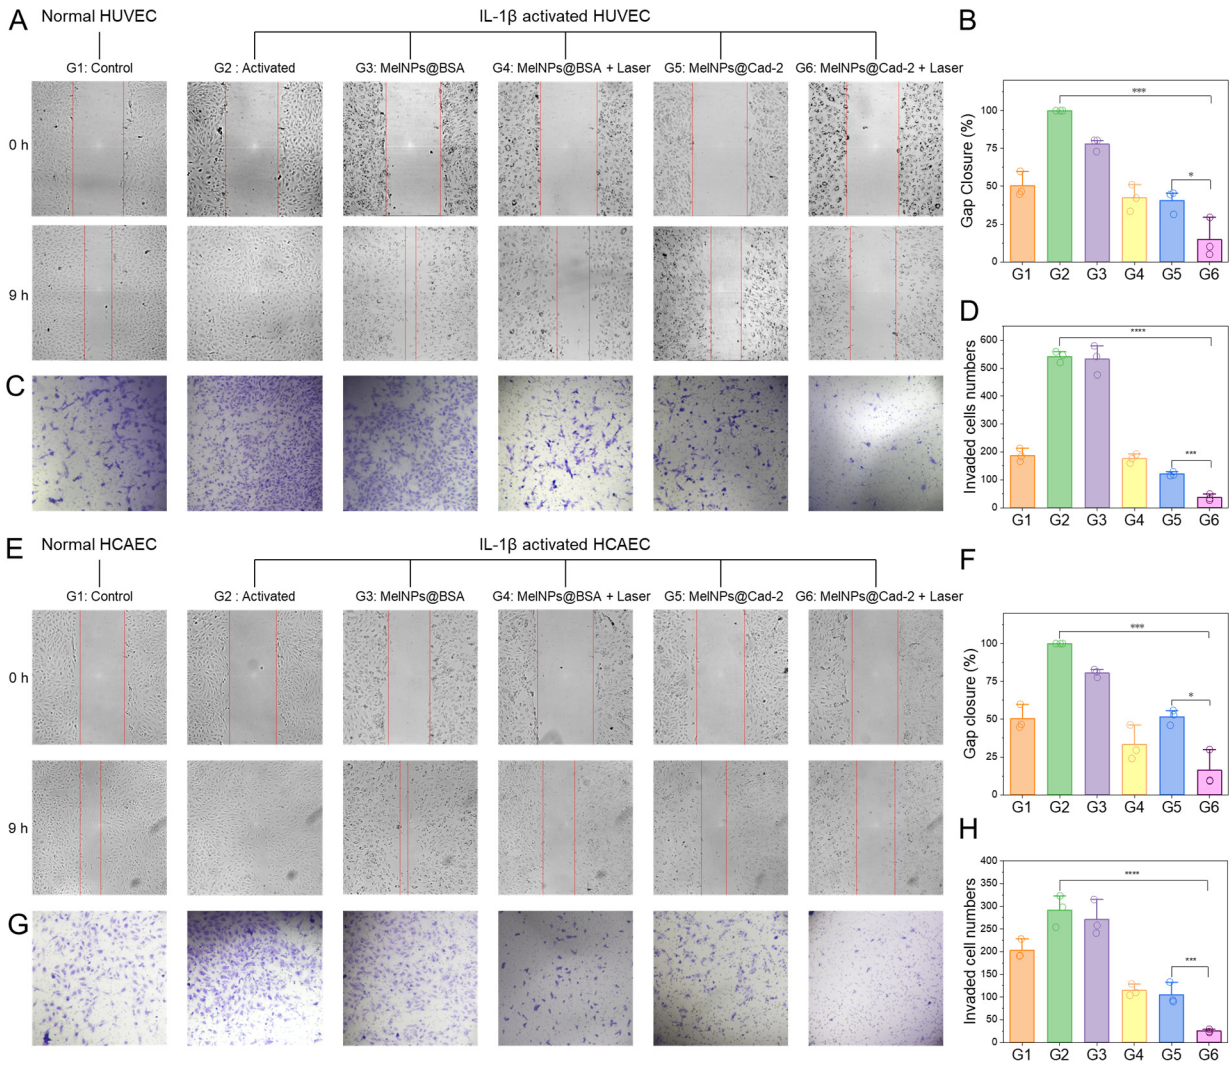 A
Normal HUVEC
IL-1β activated HUVEC
G1: Control
G2 : Activated
G3: MelNPs@BSA
G4: MelNPs@BSA + Laser
G5: MelNPs@Cad-2
G6: MelNPs@Cad-2 + Laser
0 h
9 h
B
Gap Closure (%)
100
75
50
25
0
***
*
G1 G2 G3 G4 G5 G6
C
D
Invaded cells numbers
600
500
400
300
200
100
0
****
***
G1 G2 G3 G4 G5 G6
E
Normal HCAEC
IL-1β activated HCAEC
G1: Control
G2 : Activated
G3: MelNPs@BSA
G4: MelNPs@BSA + Laser
G5: MelNPs@Cad-2
G6: MelNPs@Cad-2 + Laser
0 h
9 h
F
Gap closure (%)
100
75
50
25
0
***
*
G1 G2 G3 G4 G5 G6
G
H
Invaded cell numbers
400
350
300
250
200
150
100
50
0
****
***
G1 G2 G3 G4 G5 G6